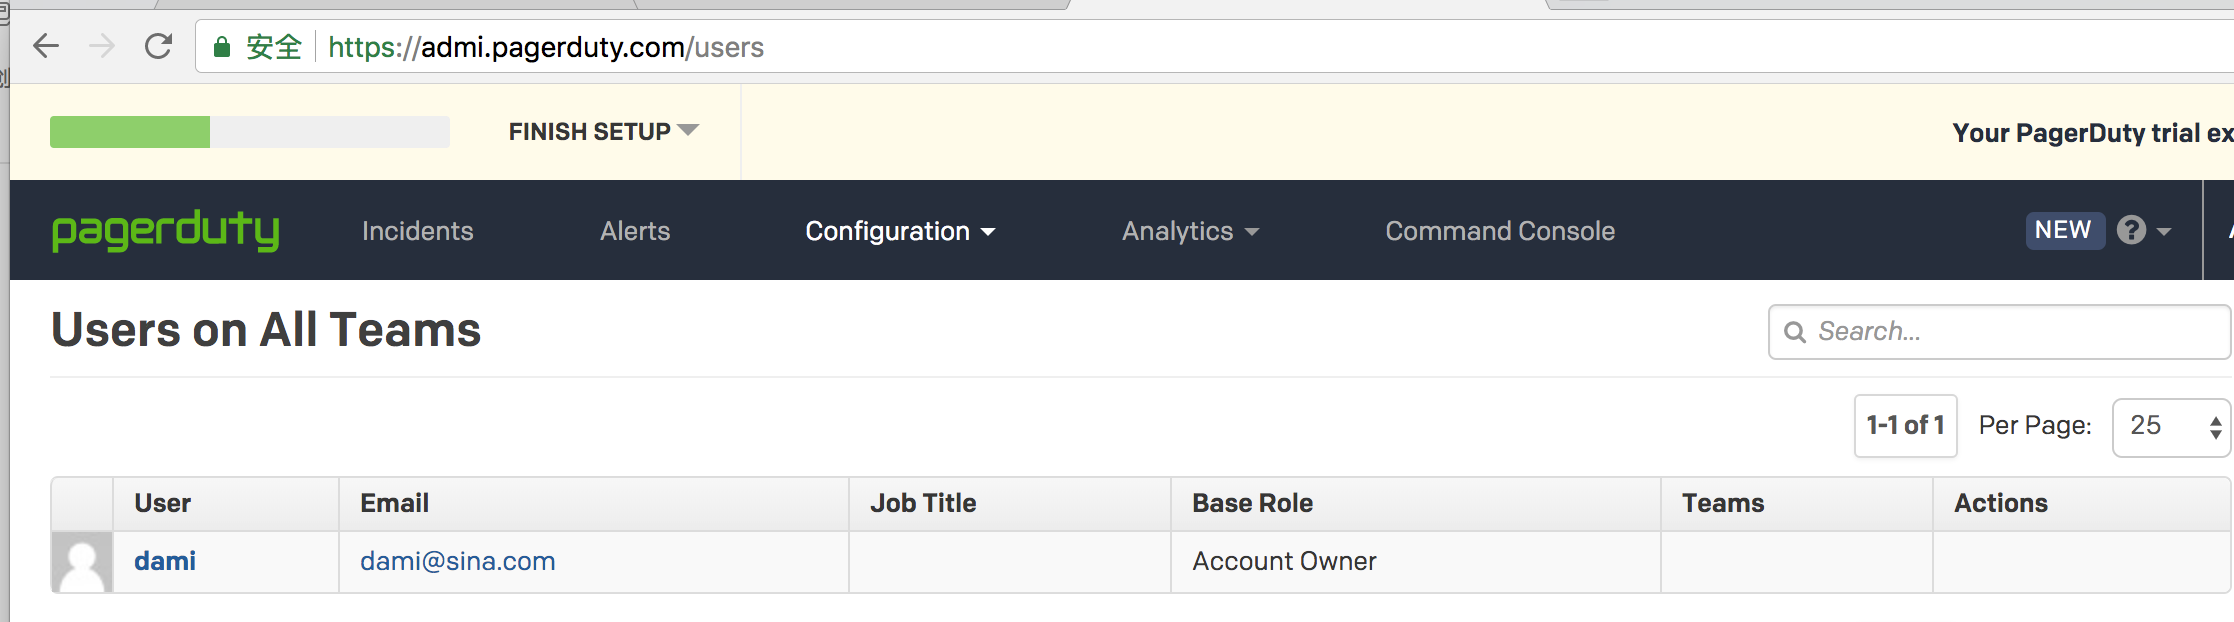 安全 https://admi.pagerduty.com/users
FINISH SETUP
Your PagerDuty trial ex
pagerduty Incidents Alerts Configuration Analytics Command Console NEW ?
Users on All Teams
Search...
1-1 of 1 Per Page: 25
User Email Job Title Base Role Teams Actions
dami dami@sina.com Account Owner